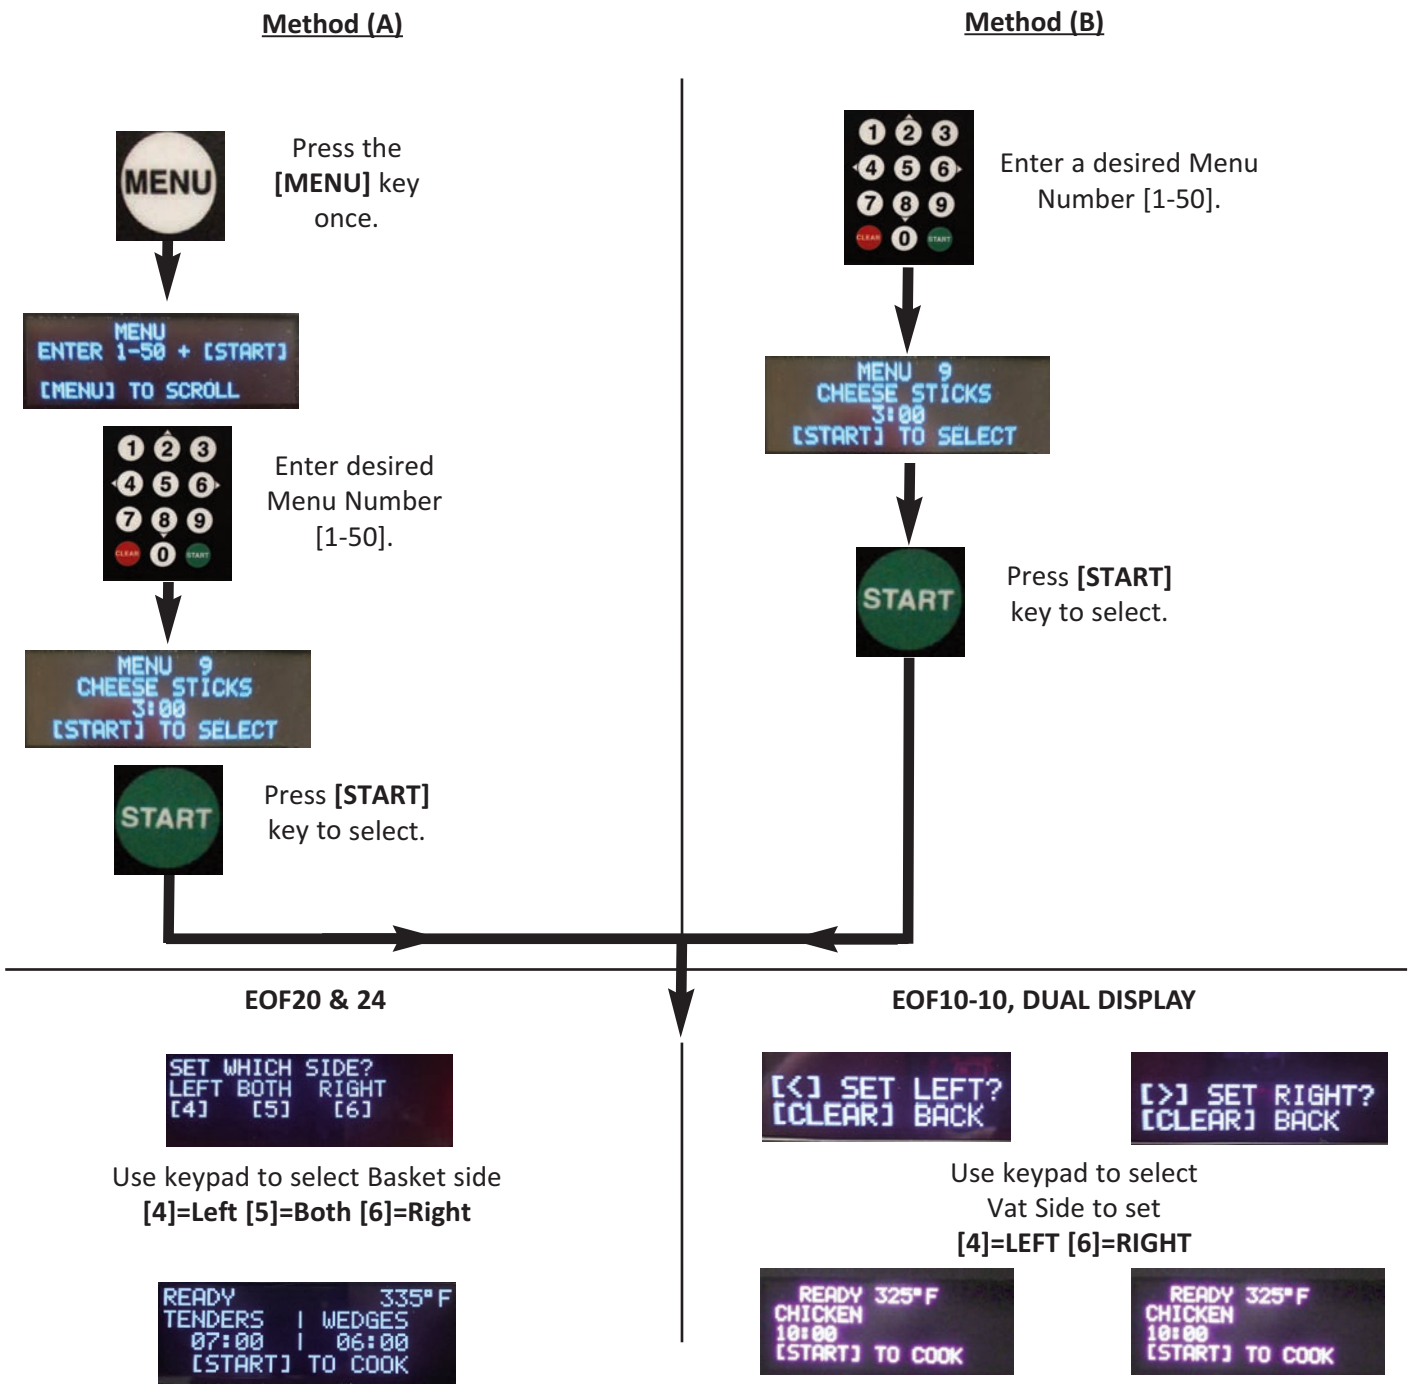 Method (A)
MENU
Press the
[MENU] key
once.
MENU
ENTER 1-50 + [START]
[MENU] TO SCROLL
1 2 3
4 5 6
7 8 9
CLEAR 0 START
Enter desired
Menu Number
[1-50].
MENU 9
CHEESE STICKS
3:00
[START] TO SELECT
START
Press [START]
key to select.
Method (B)
1 2 3
4 5 6
7 8 9
CLEAR 0 START
Enter a desired Menu
Number [1-50].
MENU 9
CHEESE STICKS
3:00
[START] TO SELECT
START
Press [START]
key to select.
EOF20 & 24
SET WHICH SIDE?
LEFT BOTH RIGHT
[4] [5] [6]
Use keypad to select Basket side
[4]=Left [5]=Both [6]=Right
READY 335°F
TENDERS | WEDGES
07:00 | 06:00
[START] TO COOK
EOF10-10, DUAL DISPLAY
[<] SET LEFT?
[CLEAR] BACK
[>] SET RIGHT?
[CLEAR] BACK
Use keypad to select
Vat Side to set
[4]=LEFT [6]=RIGHT
READY 325°F
CHICKEN
10:00
[START] TO COOK
READY 325°F
CHICKEN
10:00
[START] TO COOK